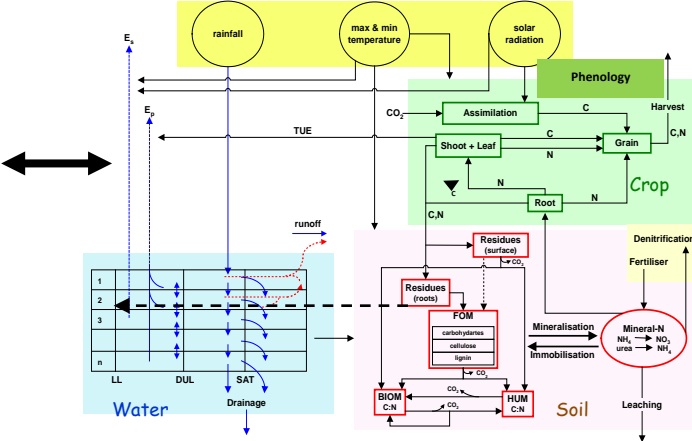 rainfall
max & min
temperature
solar
radiation
Phenology
Es
Ep
CO2
Assimilation
C
Harvest
C,N
TUE
Shoot + Leaf
C
N
Grain
C
N
Root
N
Crop
C,N
runoff
Residues
(surface)
CO2
Denitrification
Fertiliser
1
2
3
n
LL
DUL
SAT
Drainage
Water
Residues
(roots)
FOM
carbohydartes
cellulose
lignin
CO2
Mineralisation
Immobilisation
Mineral-N
NH4
NO3
urea
NH4
BIOM
C:N
CO2
CO2
HUM
C:N
Soil
Leaching